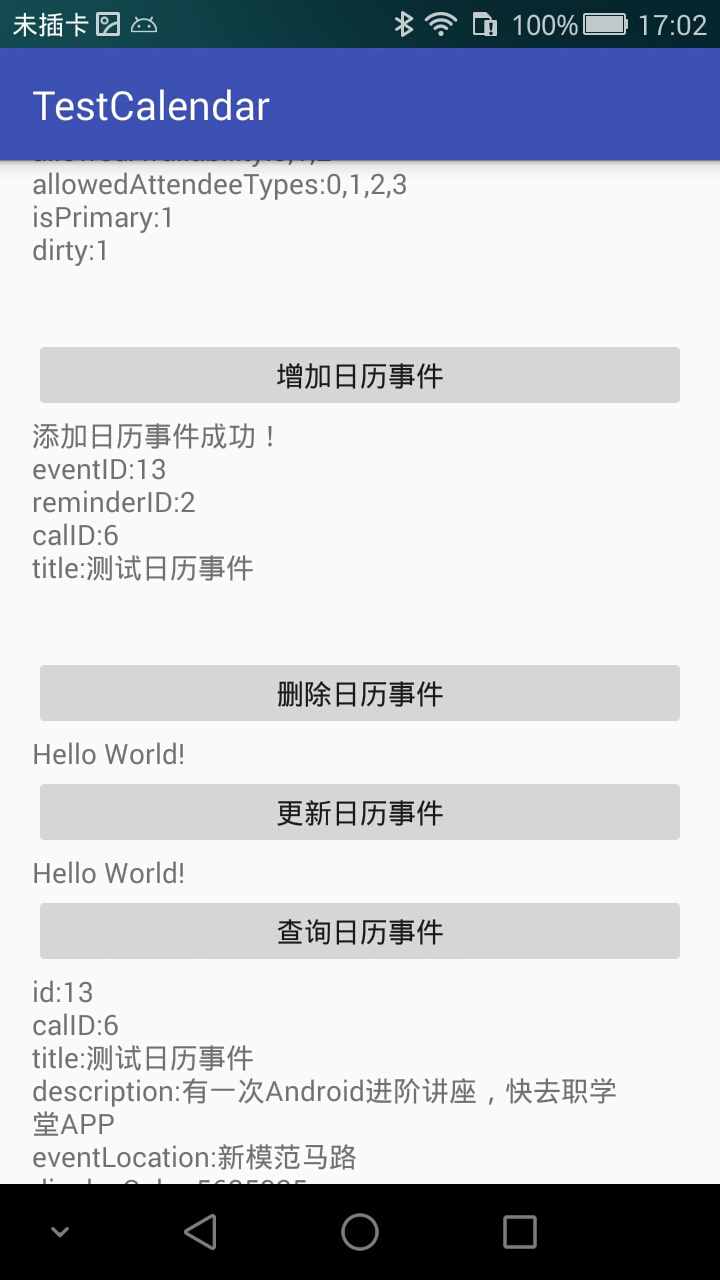 未插卡 100% 17:02
TestCalendar
allowedAttendeeTypes:0,1,2,3
isPrimary:1
dirty:1
增加日历事件
添加日历事件成功！
eventID:13
reminderID:2
calID:6
title:测试日历事件
删除日历事件
Hello World!
更新日历事件
Hello World!
查询日历事件
id:13
calID:6
title:测试日历事件
description:有一次Android进阶讲座，快去职学
堂APP
eventLocation:新模范马路